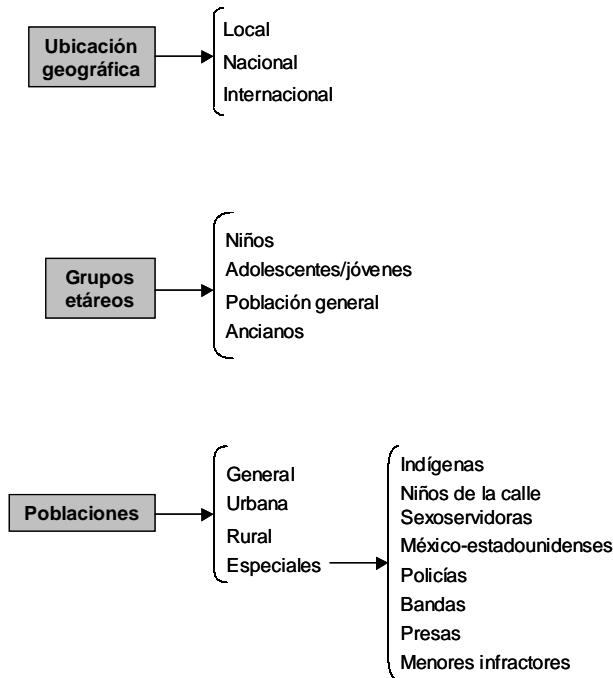 Ubicación
geográfica
Local
Nacional
Internacional
Grupos
etáreos
Niños
Adolescentes/jóvenes
Población general
Ancianos
Poblaciones
General
Urbana
Rural
Especiales
Indígenas
Niños de la calle
Sexoservidoras
México-estadounidenses
Policías
Bandas
Presas
Menores infractores